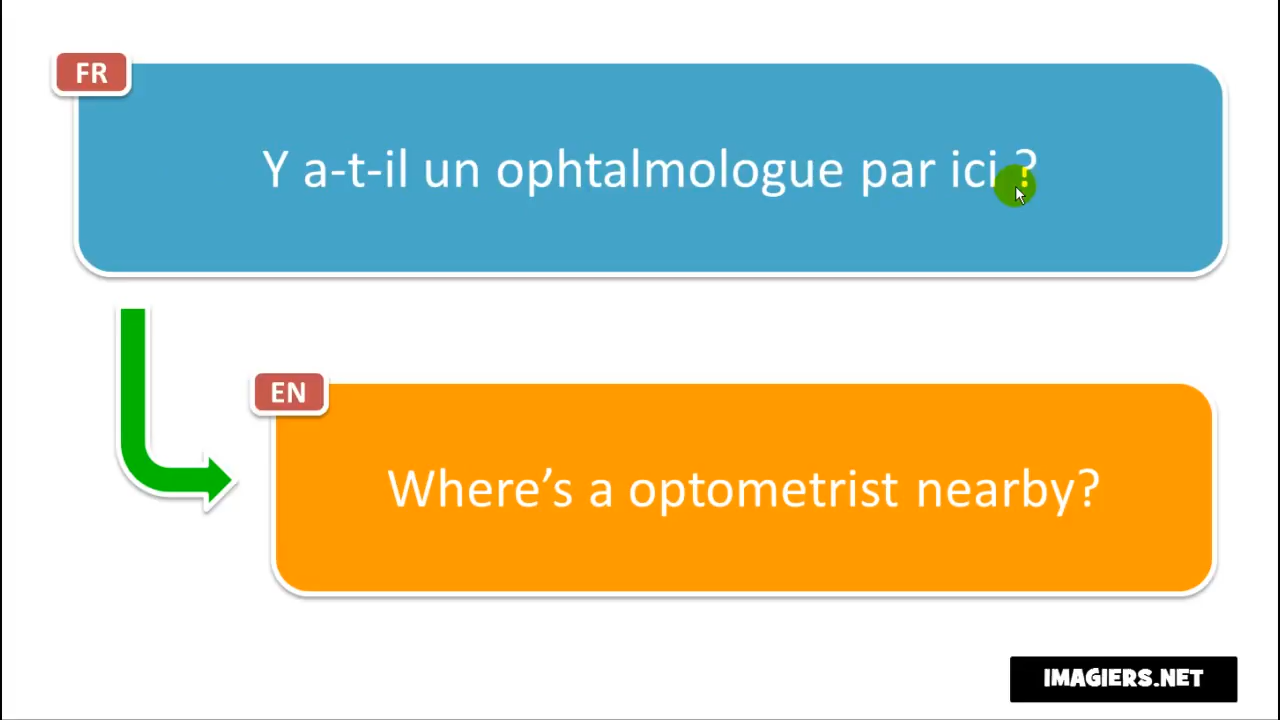 FR
Y a-t-il un ophtalmologue par ici ?
EN
Where’s a optometrist nearby?
IMAGIERS.NET